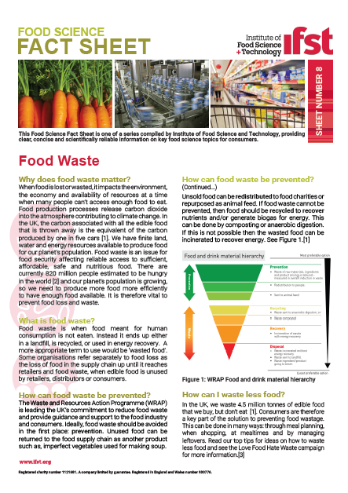 FOOD SCIENCE
FACT SHEET
Institute of
Food Science
+Technology
ifst
SHEET NUMBER 8
This Food Science Fact Sheet is one of a series compiled by Institute of Food Science and Technology, providing
clear, concise and scientifically reliable information on key food science topics for consumers.
Food Waste
Why does food waste matter?
When food is lost or wasted, it impacts the environment,
the economy and availability of resources at a time
when many people can't access enough food to eat.
Food production processes release carbon dioxide
into the atmosphere contributing to climate change. In
the UK, the carbon associated with all the edible food
that is thrown away is the equivalent of the carbon
produced by one in five cars [1]. We have finite land,
water and energy resources available to produce food
for our planet's population. Food waste is an issue for
food security affecting reliable access to sufficient,
affordable, safe and nutritious food. There are
currently 820 million people estimated to be hungry
in the world [2] and our planet's population is growing,
so we need to produce more food more efficiently
to have enough food available. It is therefore vital to
prevent food loss and waste.
What is food waste?
Food waste is when food meant for human
consumption is not eaten. Instead it ends up either
in a landfill, is recycled, or used in energy recovery. A
more appropriate term to use would be 'wasted food'.
Some organisations refer separately to food loss as
the loss of food in the supply chain up until it reaches
retailers and food waste, when edible food is unused
by retailers, distributors or consumers.
How can food waste be prevented?
The Waste and Resources Action Programme (WRAP)
is leading the UK's commitment to reduce food waste
and provide guidance and support to the food industry
and consumers. Ideally, food waste should be avoided
in the first place: prevention. Unused food can be
returned to the food supply chain as another product
such as, imperfect vegetables used for making soup.
How can food waste be prevented?
(Continued...)
Unsold food can be redistributed to food charities or
repurposed as animal feed. If food waste cannot be
prevented, then food should be recycled to recover
nutrients and/or generate biogas for energy. This
can be done by composting or anaerobic digestion.
If this is not possible then the wasted food can be
incinerated to recover energy. See Figure 1.[1]
Food and drink material hierarchy
Prevention
Recycling
Recovery
Disposal
Figure 1: WRAP Food and drink material hierarchy
How can I waste less food?
In the UK, we waste 4.5 million tonnes of edible food
that we buy, but don't eat [1]. Consumers are therefore
a key part of the solution to preventing food wastage.
This can be done in many ways: through meal planning,
when shopping, at mealtimes and by managing
leftovers. Read our top tips for ideas on how to waste
less food and see the Love Food Hate Waste campaign
for more information.[3]
www.ifst.org
Registered charity number 1121081. A company limited by guarantee. Registered in England and Wales number 930776.